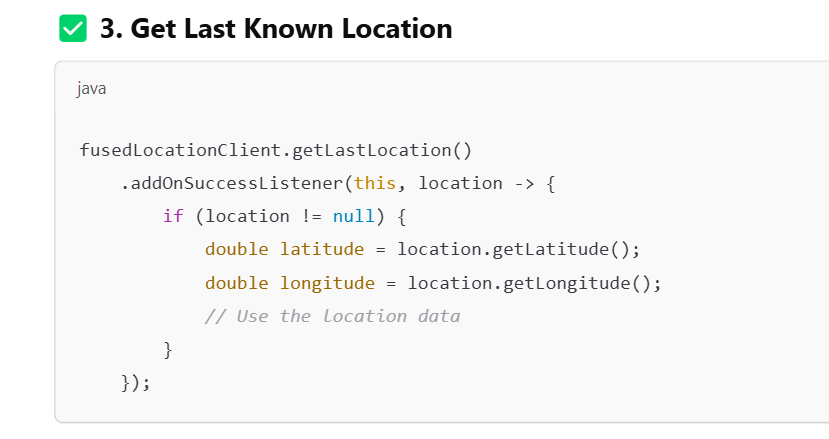 ✅ 3. Get Last Known Location
java
fusedLocationClient.getLastLocation()
    .addOnSuccessListener(this, location -> {
        if (location != null) {
            double latitude = location.getLatitude();
            double longitude = location.getLongitude();
            // Use the location data
        }
    });